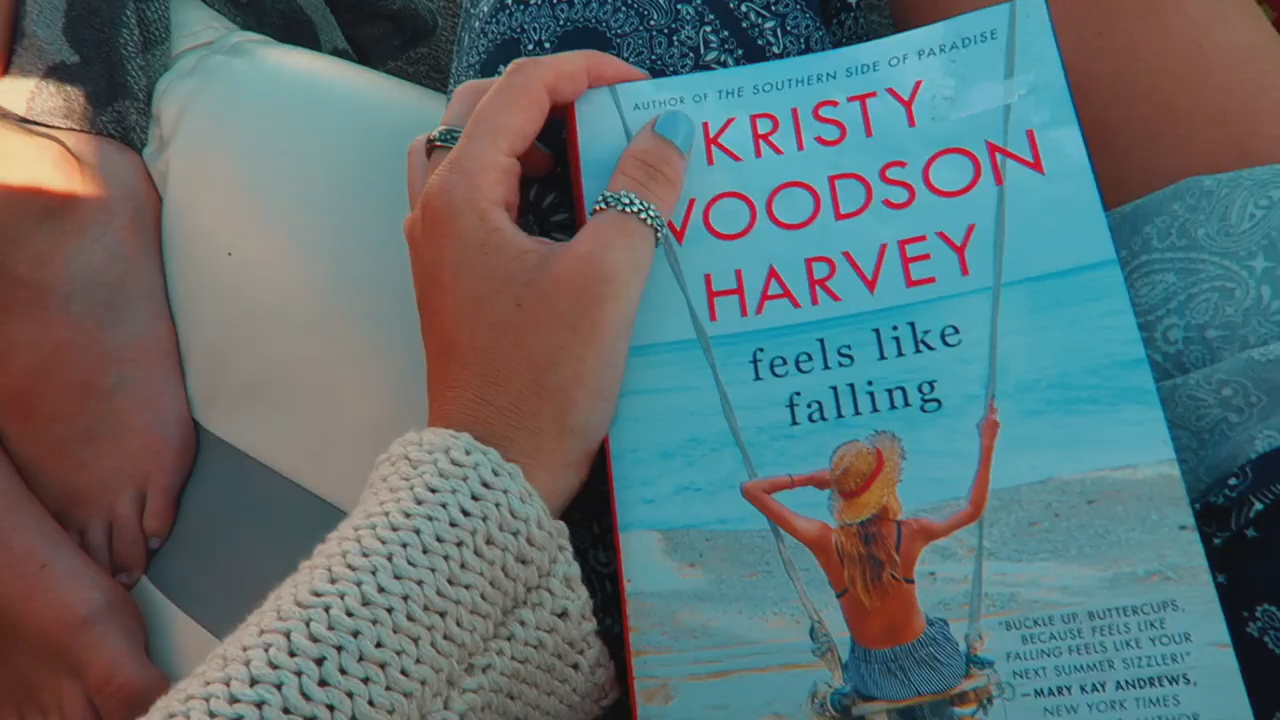 AUTHOR OF THE SOUTHERN SIDE OF PARADISE
KRISTY
WOODSON
HARVEY
feels like
falling
"BUCKLE UP, BUTTERCUPS,
BECAUSE FEELS LIKE
FALLING FEELS LIKE YOUR
NEXT SUMMER SIZZLER!"
—MARY KAY ANDREWS,
NEW YORK TIMES
AUTHOR